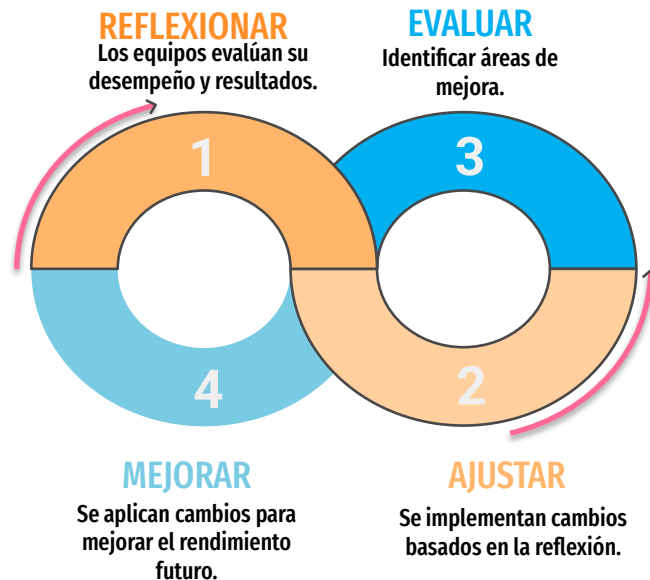 REFLEXIONAR
Los equipos evalúan su
desempeño y resultados.
EVALUAR
Identificar áreas de
mejora.
1
3
4
2
MEJORAR
Se aplican cambios para
mejorar el rendimiento
futuro.
AJUSTAR
Se implementan cambios
basados en la reflexión.